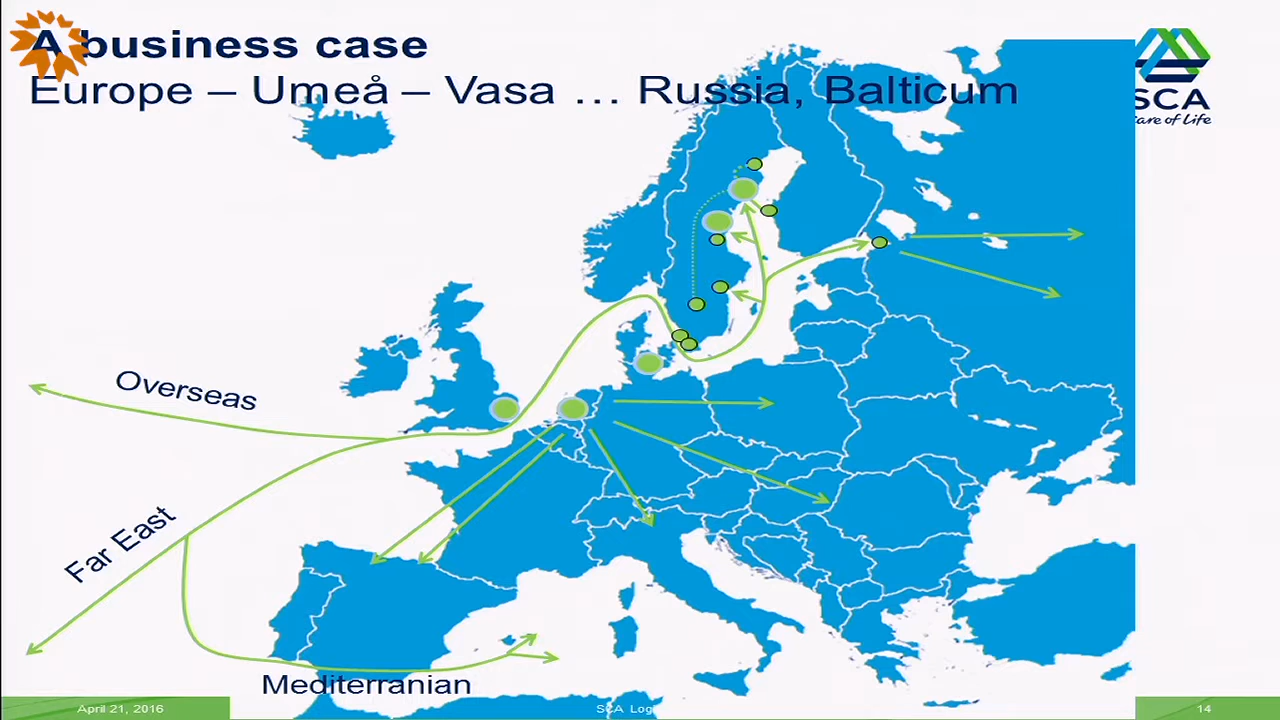 A business case
Europe – Umeå – Vasa … Russia, Balticum
SCA
care of life
Overseas
Far East
Mediterranian
April 21, 2016
SCA
14